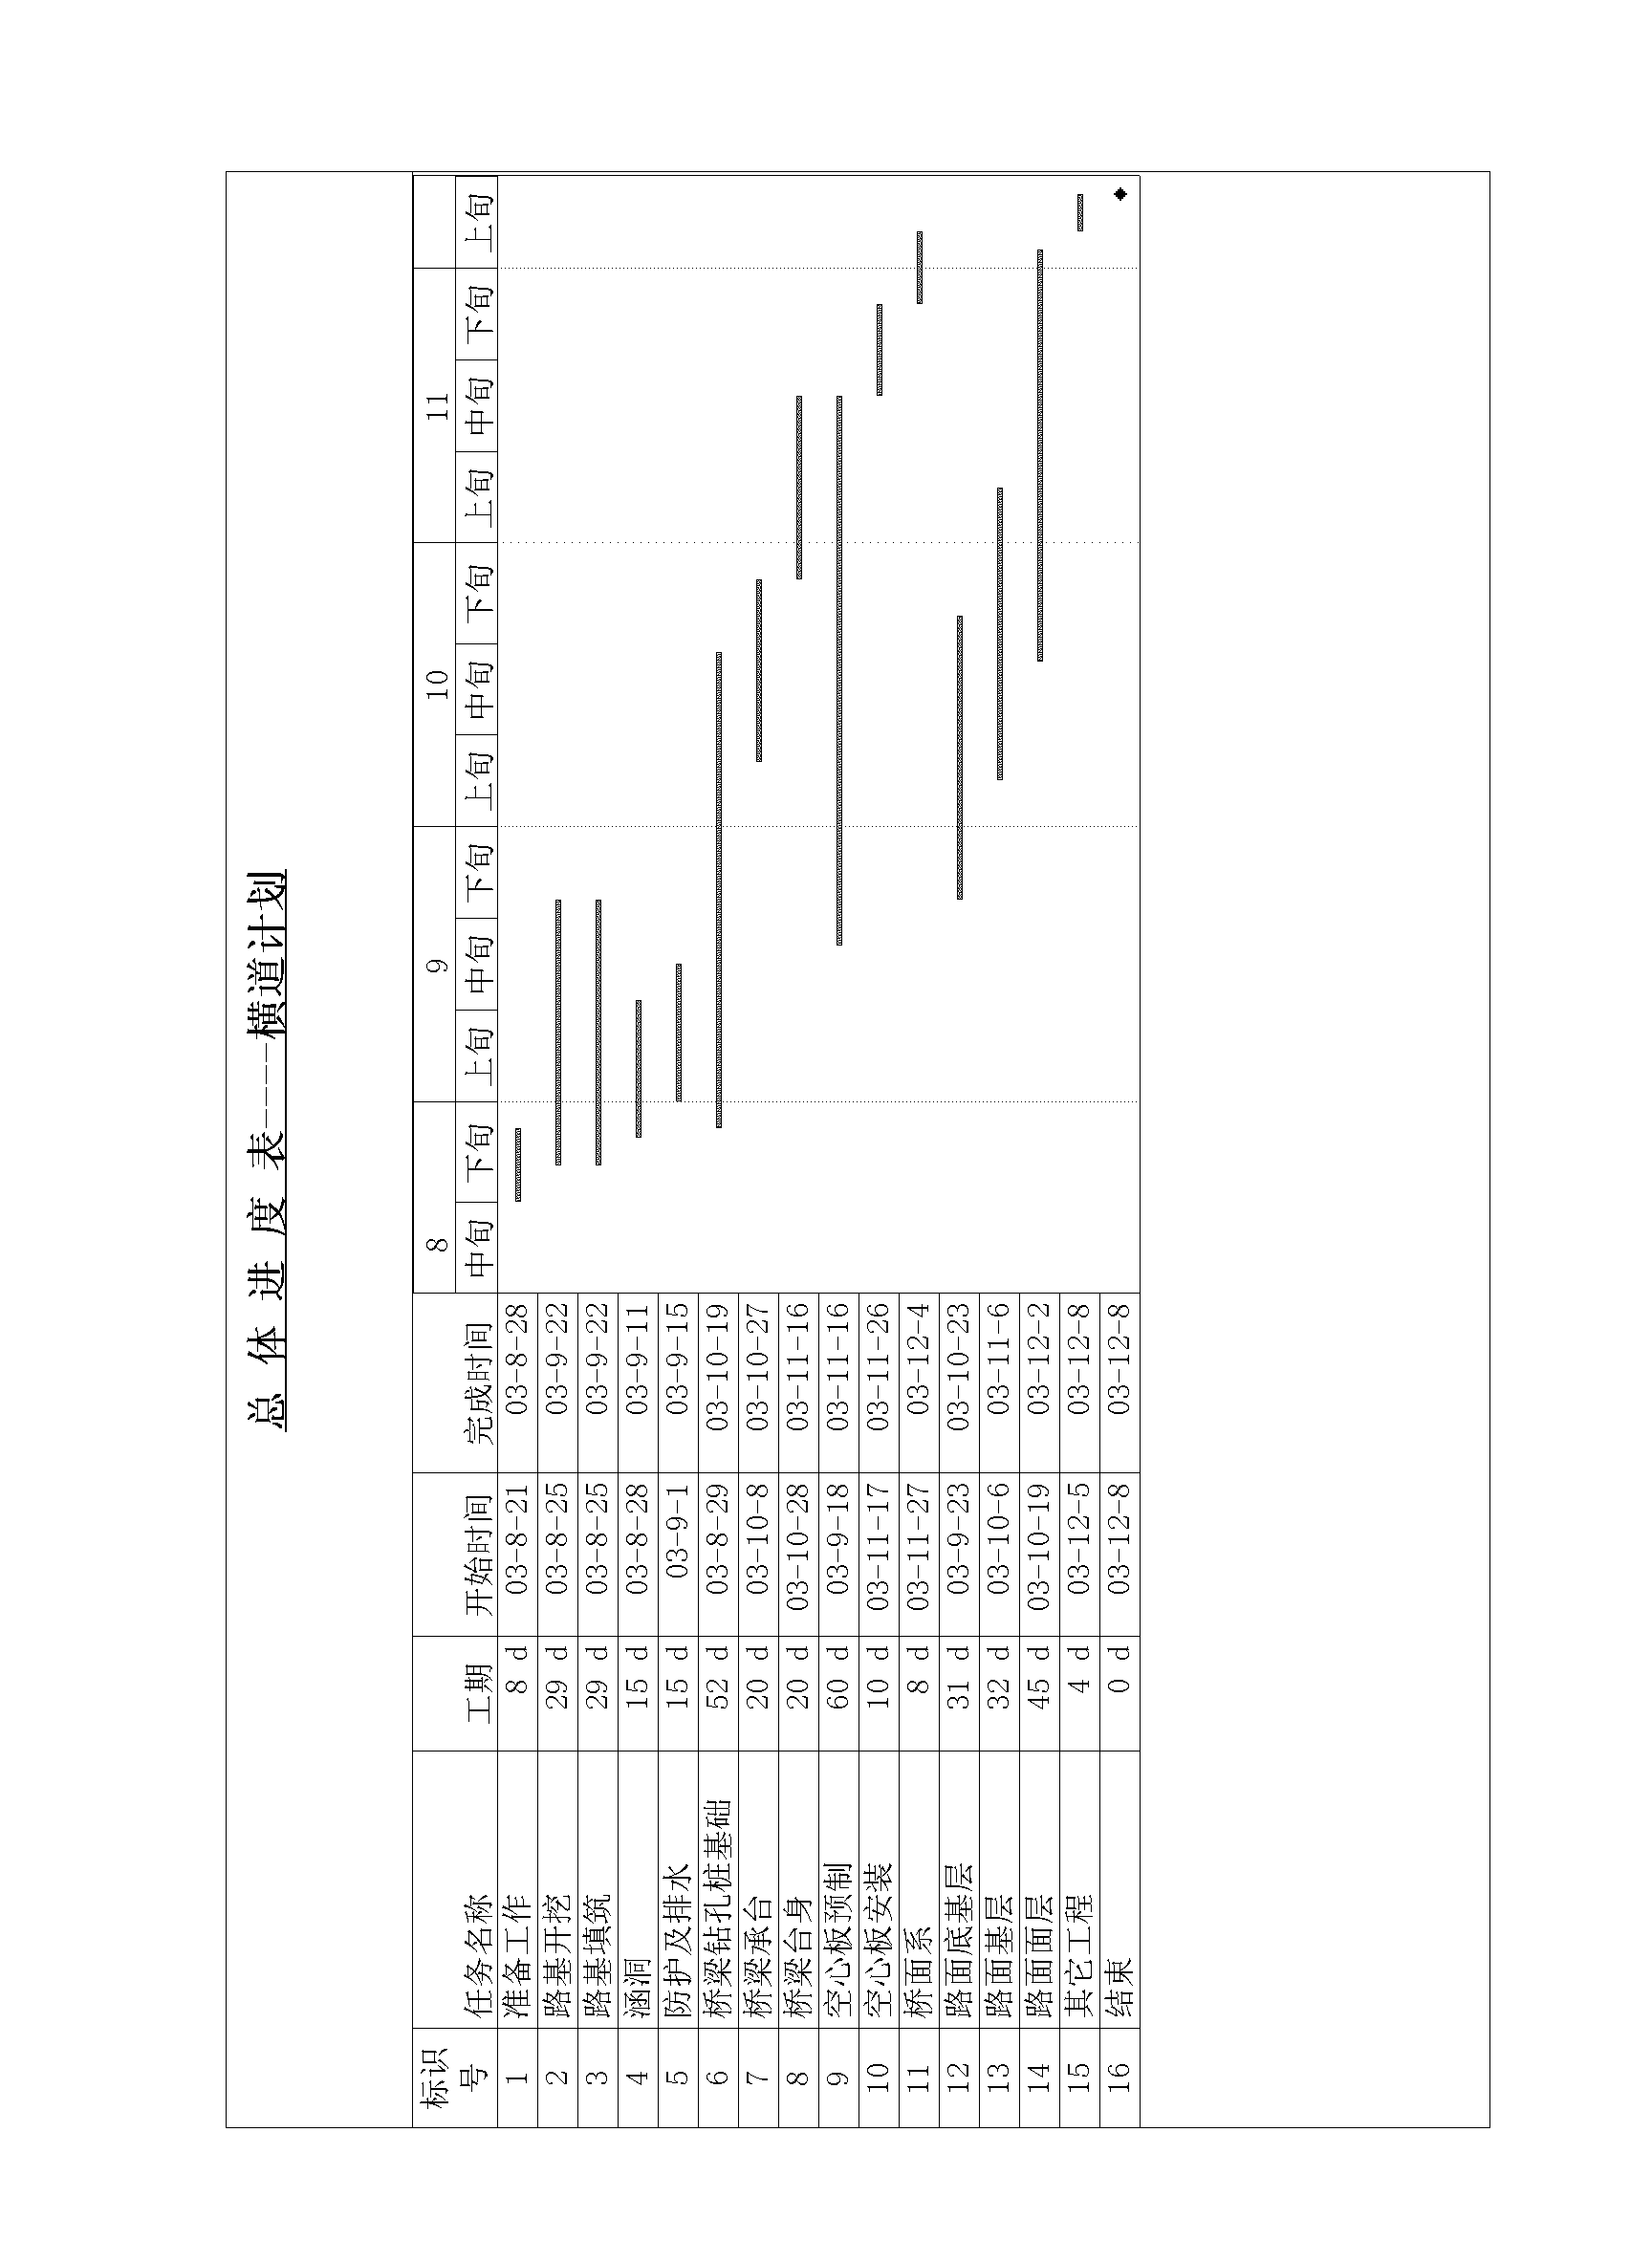 总 体 进 度 表----横道计划
标识号 任务名称 工期 开始时间 完成时间 8 9 10 11
中旬 下旬 上旬 中旬 下旬 上旬 中旬 下旬 上旬 中旬 下旬 上旬
1 准备工作 8 d 03-8-21 03-8-28
2 路基开挖 29 d 03-8-25 03-9-22
3 路基填筑 29 d 03-8-25 03-9-22
4 涵洞 15 d 03-8-28 03-9-11
5 防护及排水 15 d 03-9-1 03-9-15
6 桥梁钻孔桩基础 52 d 03-8-29 03-10-19
7 桥梁承台 20 d 03-10-8 03-10-27
8 桥梁台身 20 d 03-10-28 03-11-16
9 空心板预制 60 d 03-9-18 03-11-16
10 空心板安装 10 d 03-11-17 03-11-26
11 桥面系 8 d 03-11-27 03-12-4
12 路面底基层 31 d 03-9-23 03-10-23
13 路面基层 32 d 03-10-6 03-11-6
14 路面面层 45 d 03-10-19 03-12-2
15 其它工程 4 d 03-12-5 03-12-8
16 结束 0 d 03-12-8 03-12-8